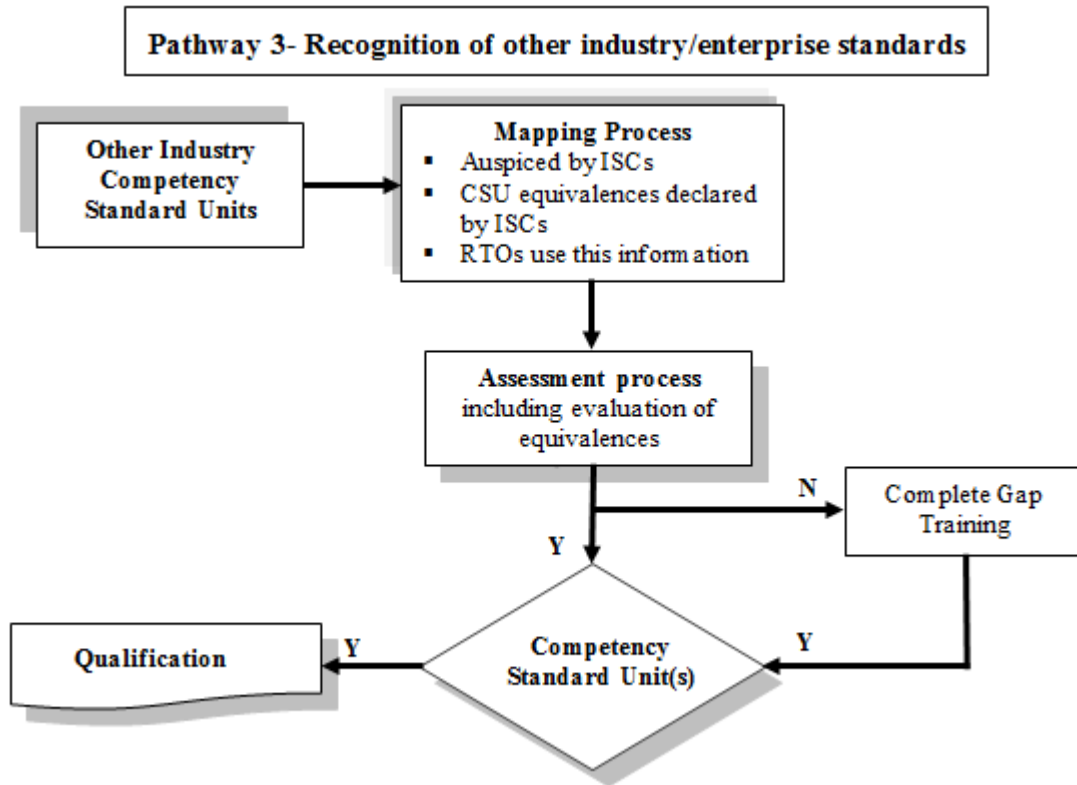 Pathway 3- Recognition of other industry/enterprise standards
Other Industry
Competency
Standard Units
Mapping Process
▪ Auspiced by ISCs
▪ CSU equivalences declared
by ISCs
▪ RTOs use this information
Assessment process
including evaluation of
equivalences
N
Complete Gap
Training
Y
Competency
Standard Unit(s)
Y
Y
Qualification